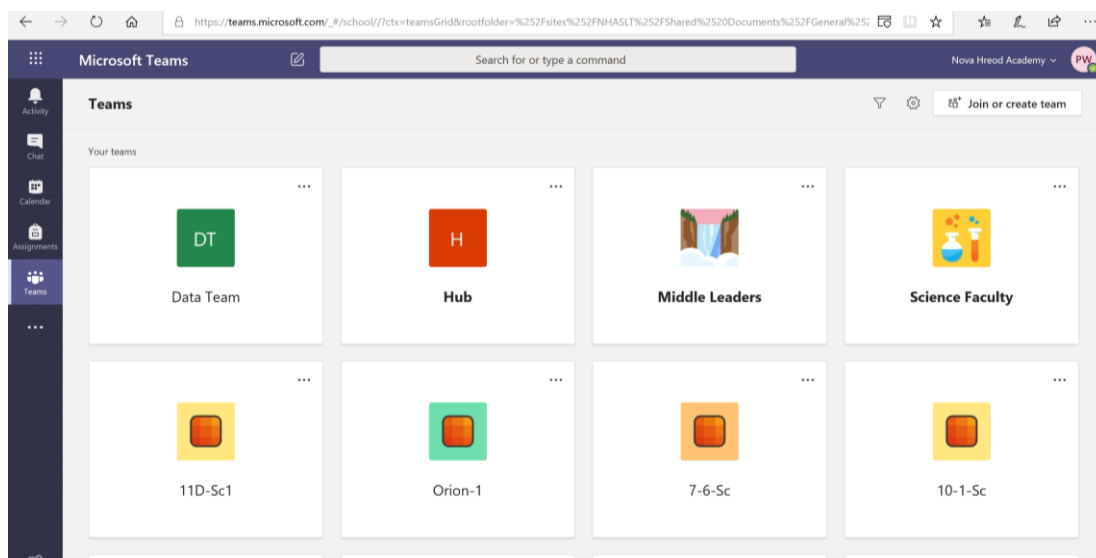 https://teams.microsoft.com/_#/school//?ctx=teamsGrid&rootfolder=%252Fsites%252FNHASLT%252FShared%2520Documents%252FGeneral%252
Microsoft Teams
Search for or type a command
Nova Hreod Academy
PW
Activity
Chat
Calendar
Assignments
Teams
Teams
Join or create team
Your teams
DT
Data Team
H
Hub
Middle Leaders
Science Faculty
11D-Sc1
Orion-1
7-6-Sc
10-1-Sc